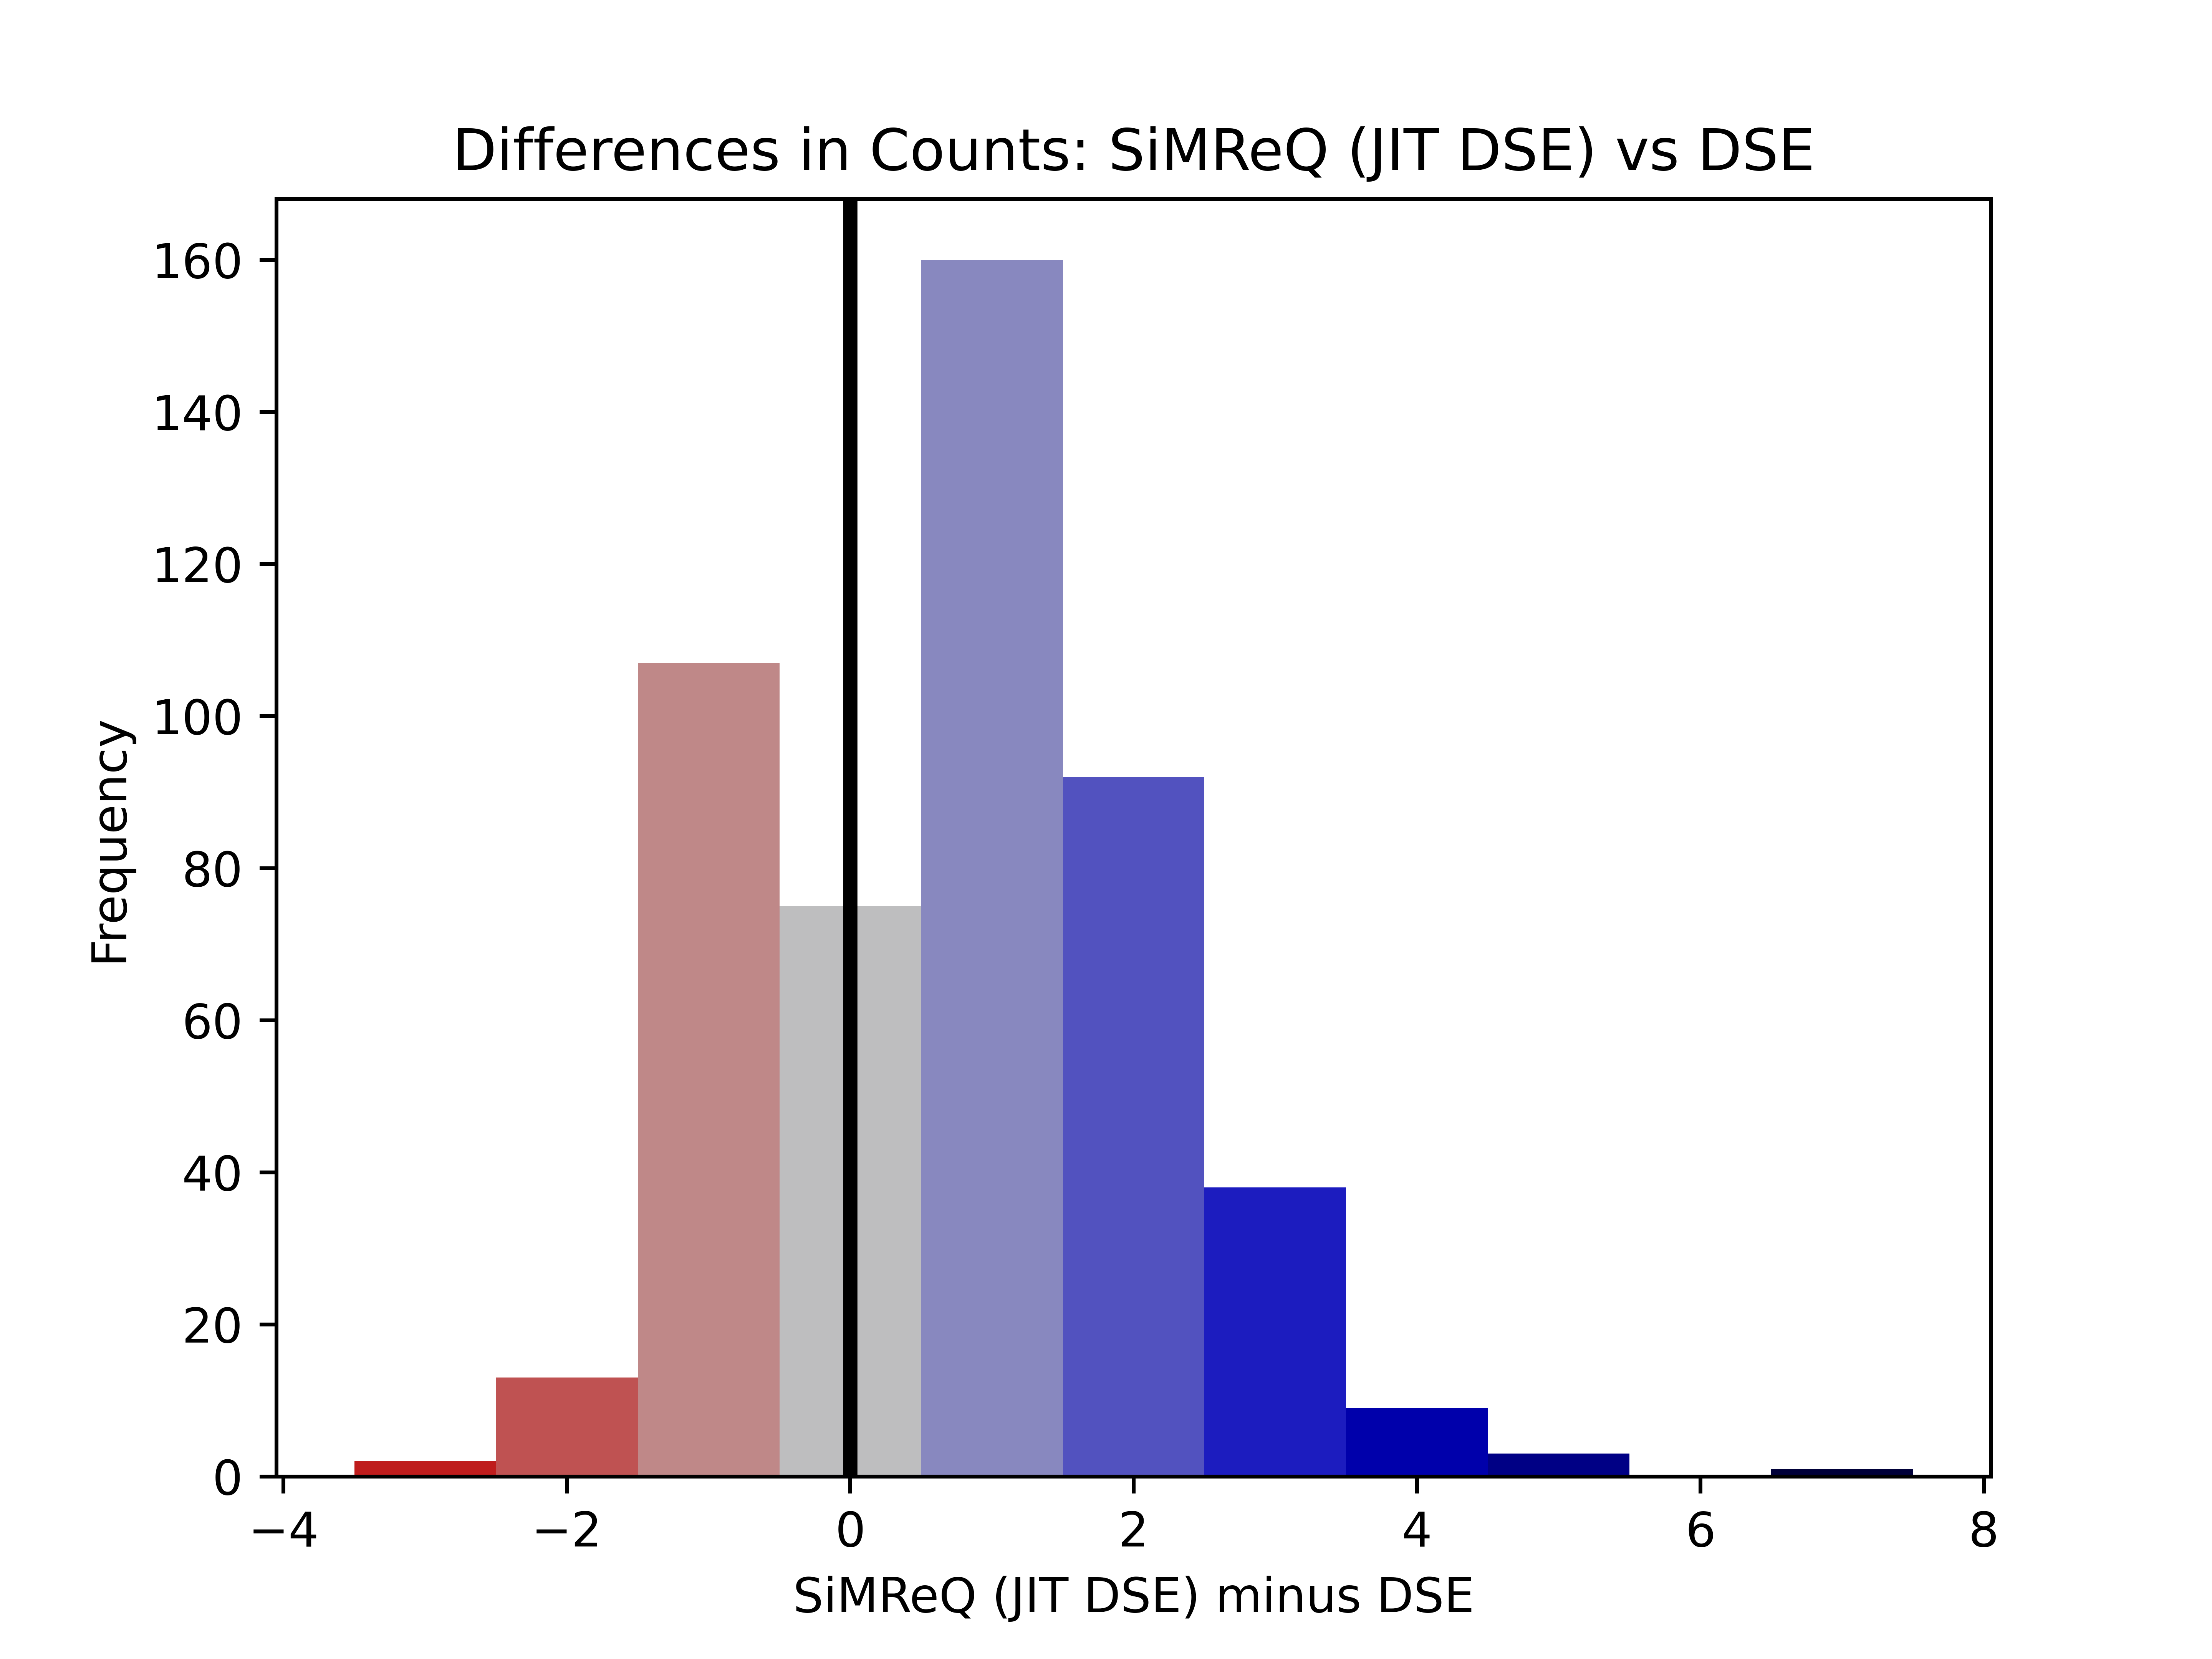 Differences in Counts: SiMReQ (JIT DSE) vs DSE
160
140
120
100
80
60
40
20
0
Frequency
−4 −2 0 2 4 6 8
SiMReQ (JIT DSE) minus DSE